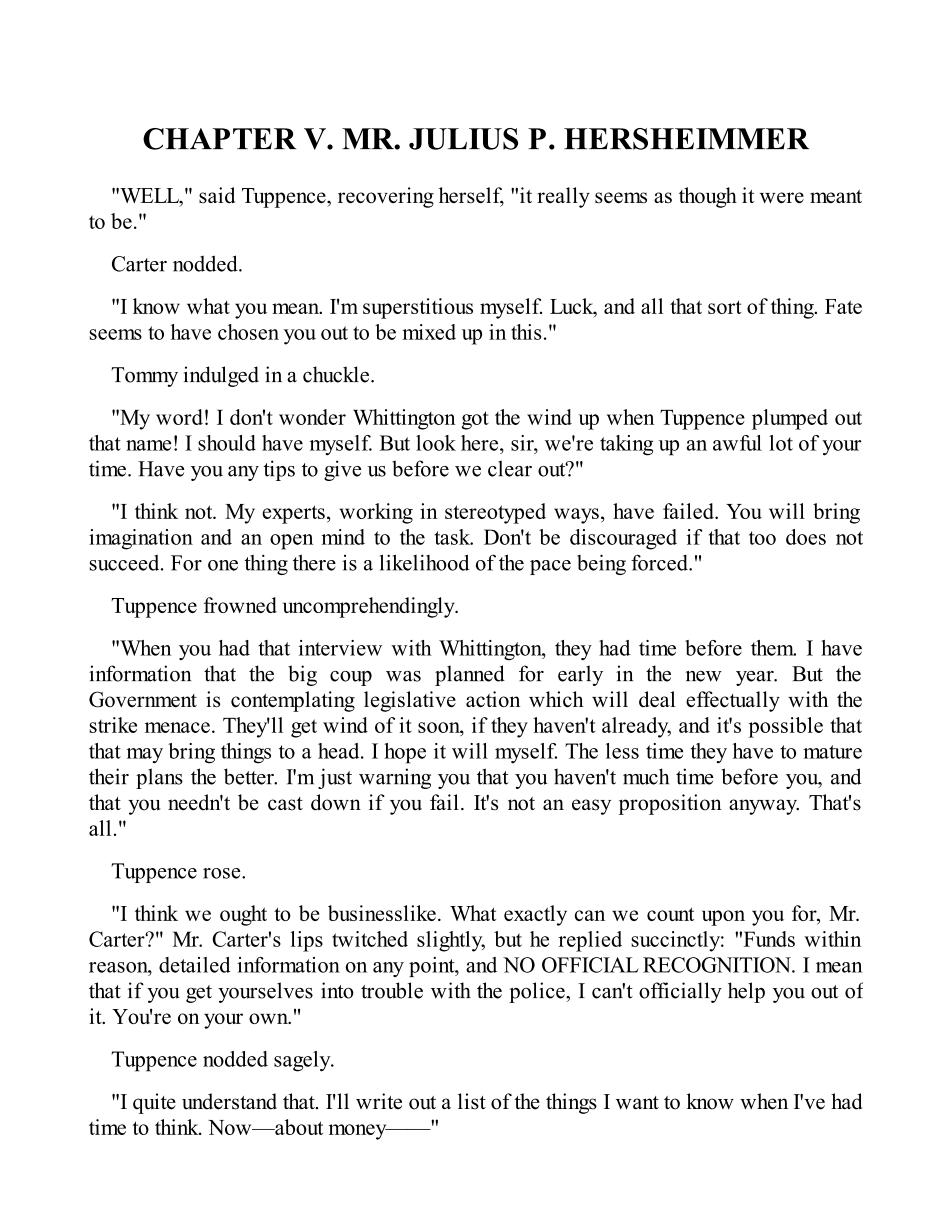 CHAPTER V. MR. JULIUS P. HERSHEIMMER
"WELL," said Tuppence, recovering herself, "it really seems as though it were meant
to be."
Carter nodded.
"I know what you mean. I'm superstitious myself. Luck, and all that sort of thing. Fate
seems to have chosen you out to be mixed up in this."
Tommy indulged in a chuckle.
"My word! I don't wonder Whittington got the wind up when Tuppence plumped out
that name! I should have myself. But look here, sir, we're taking up an awful lot of your
time. Have you any tips to give us before we clear out?"
"I think not. My experts, working in stereotyped ways, have failed. You will bring
imagination and an open mind to the task. Don't be discouraged if that too does not
succeed. For one thing there is a likelihood of the pace being forced."
Tuppence frowned uncomprehendingly.
"When you had that interview with Whittington, they had time before them. I have
information that the big coup was planned for early in the new year. But the
Government is contemplating legislative action which will deal effectually with the
strike menace. They'll get wind of it soon, if they haven't already, and it's possible that
that may bring things to a head. I hope it will myself. The less time they have to mature
their plans the better. I'm just warning you that you haven't much time before you, and
that you needn't be cast down if you fail. It's not an easy proposition anyway. That's
all."
Tuppence rose.
"I think we ought to be businesslike. What exactly can we count upon you for, Mr.
Carter?" Mr. Carter's lips twitched slightly, but he replied succinctly: "Funds within
reason, detailed information on any point, and NO OFFICIAL RECOGNITION. I mean
that if you get yourselves into trouble with the police, I can't officially help you out of
it. You're on your own."
Tuppence nodded sagely.
"I quite understand that. I'll write out a list of the things I want to know when I've had
time to think. Now—about money——"